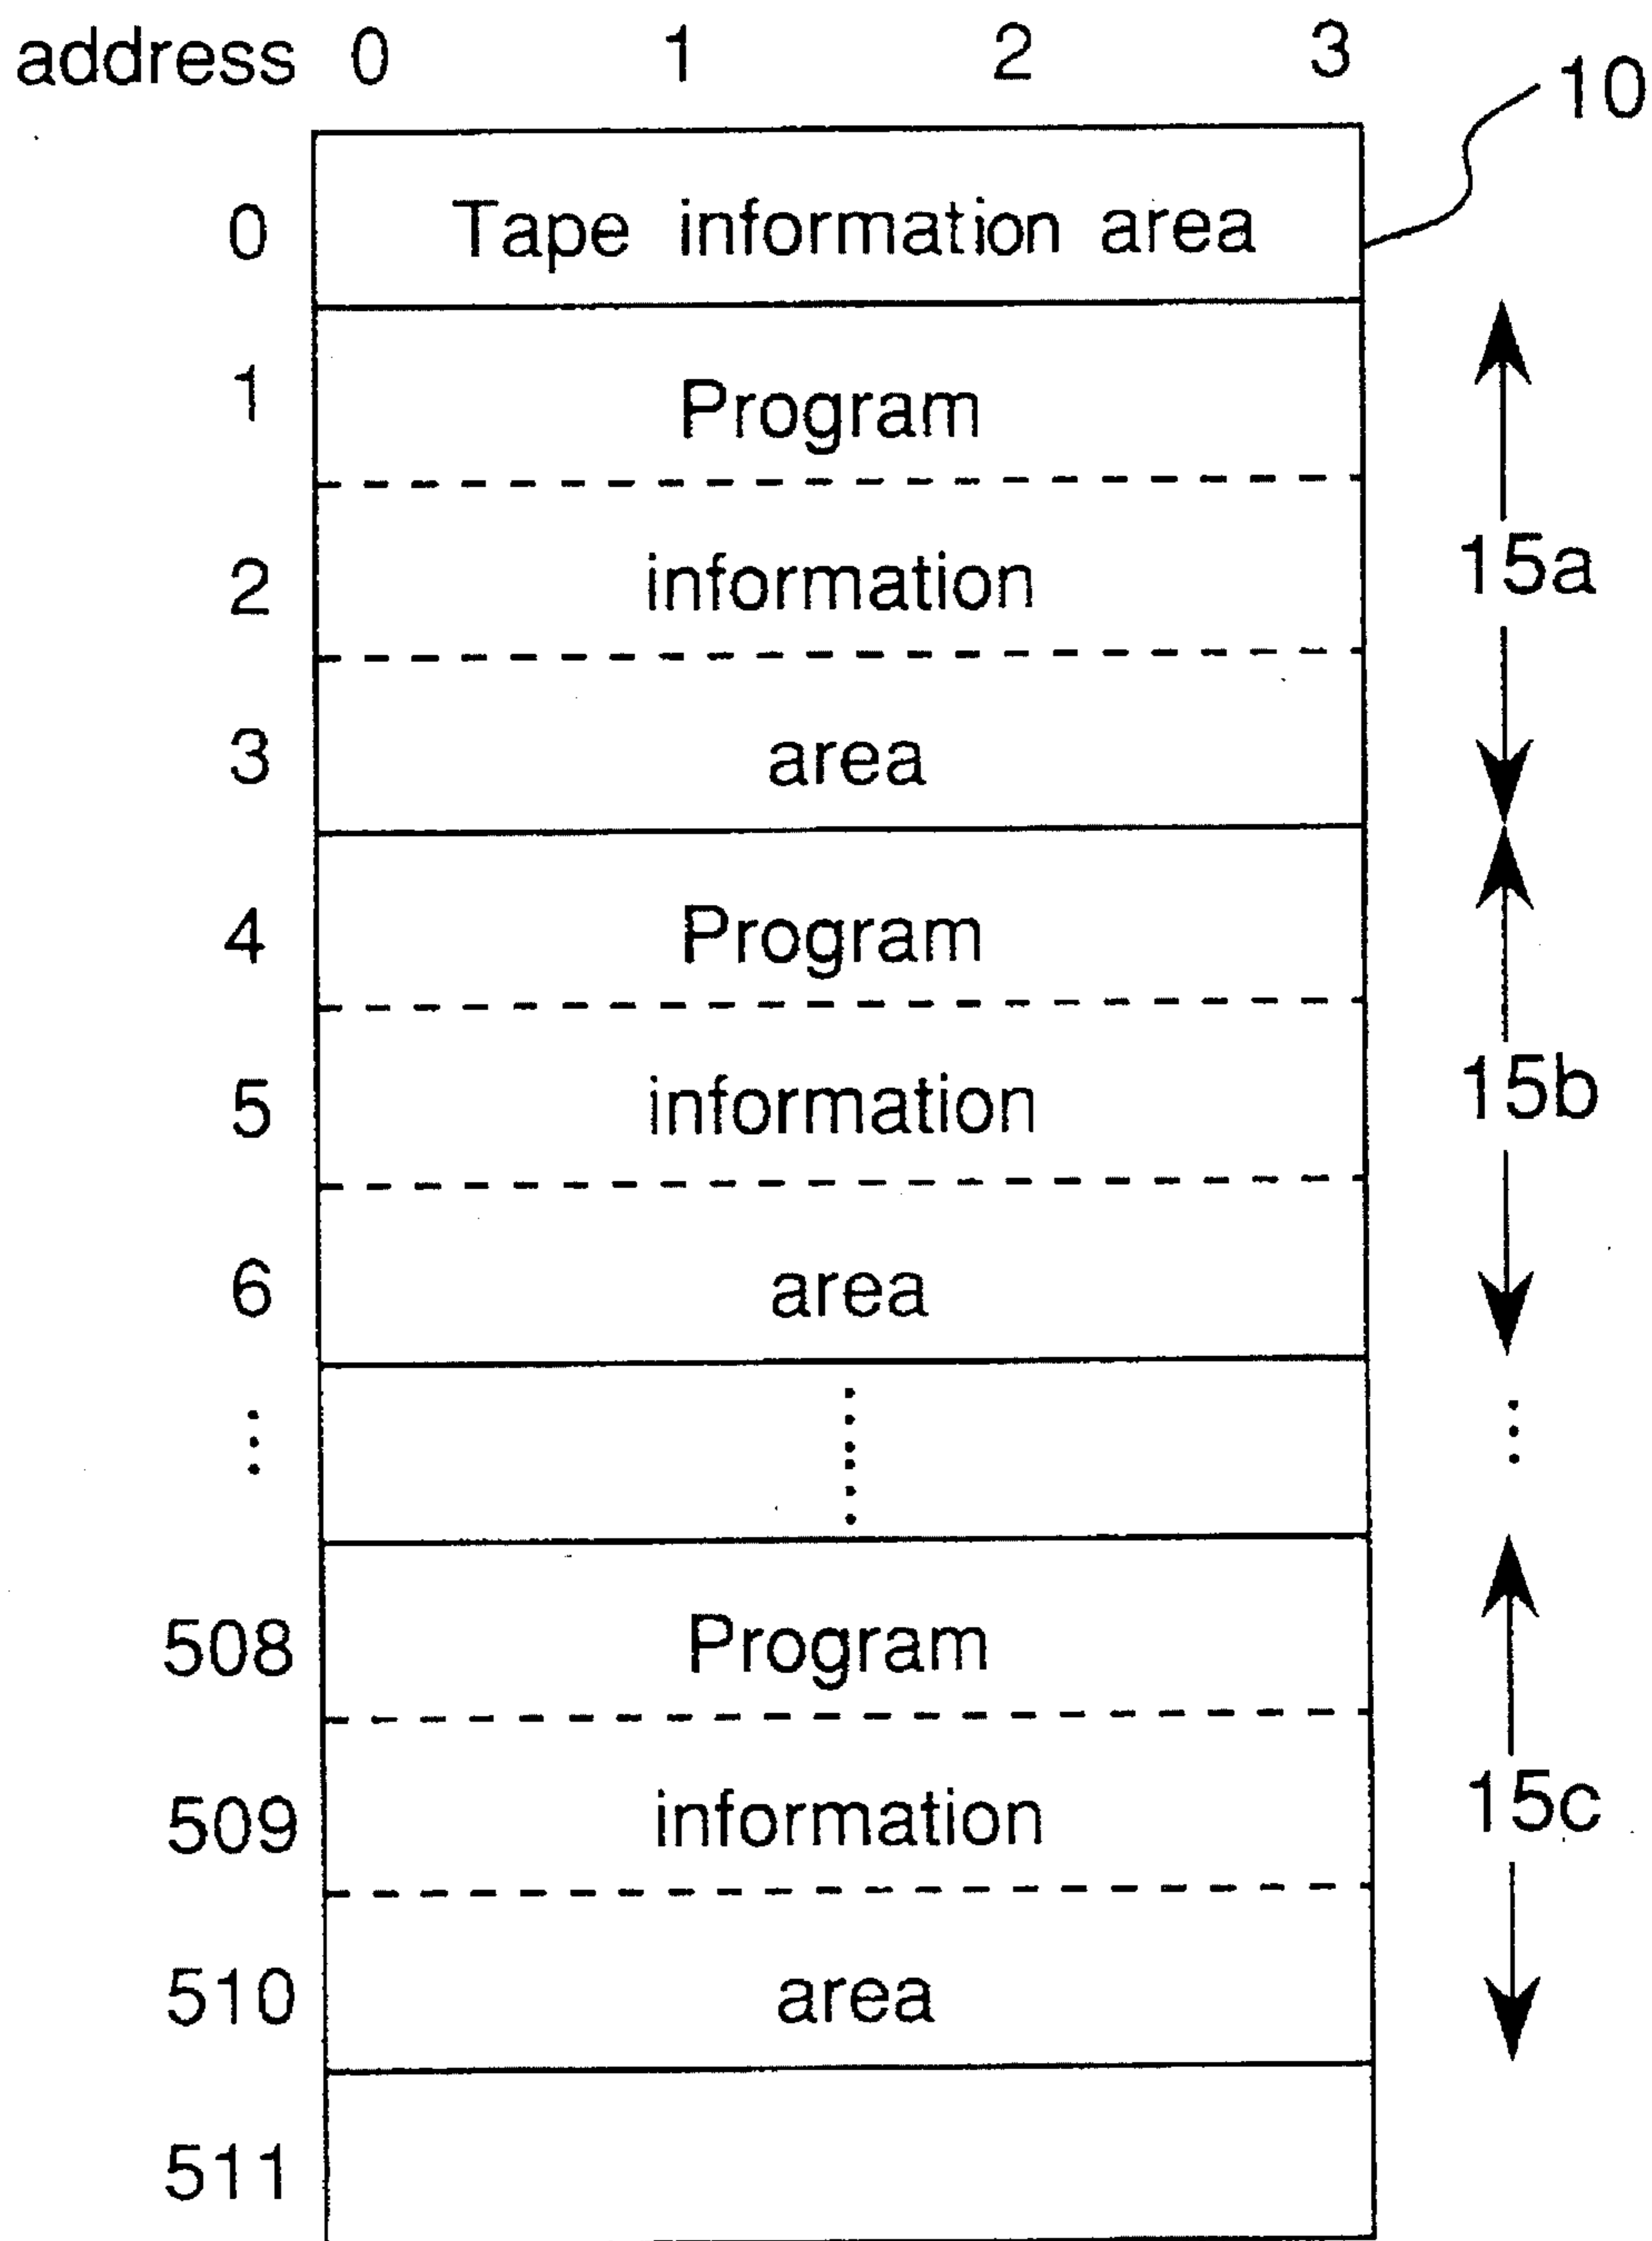 address 0 1 2 3
10
0 Tape information area
1 Program
2 information
15a
3 area
4 Program
5 information
15b
6 area
508 Program
509 information
15c
510 area
511